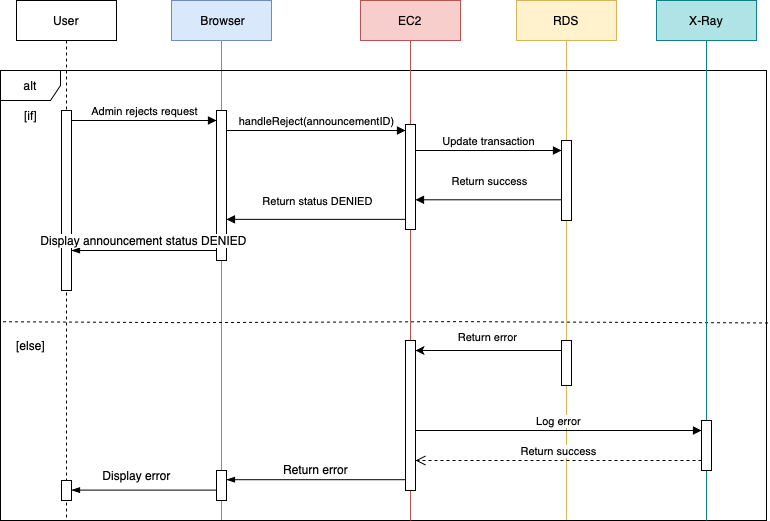 User
Browser
EC2
RDS
X-Ray
alt
[if]
Admin rejects request
handleReject(announcementID)
Update transaction
Return success
Return status DENIED
Display announcement status DENIED
[else]
Return error
Log error
Return success
Return error
Display error